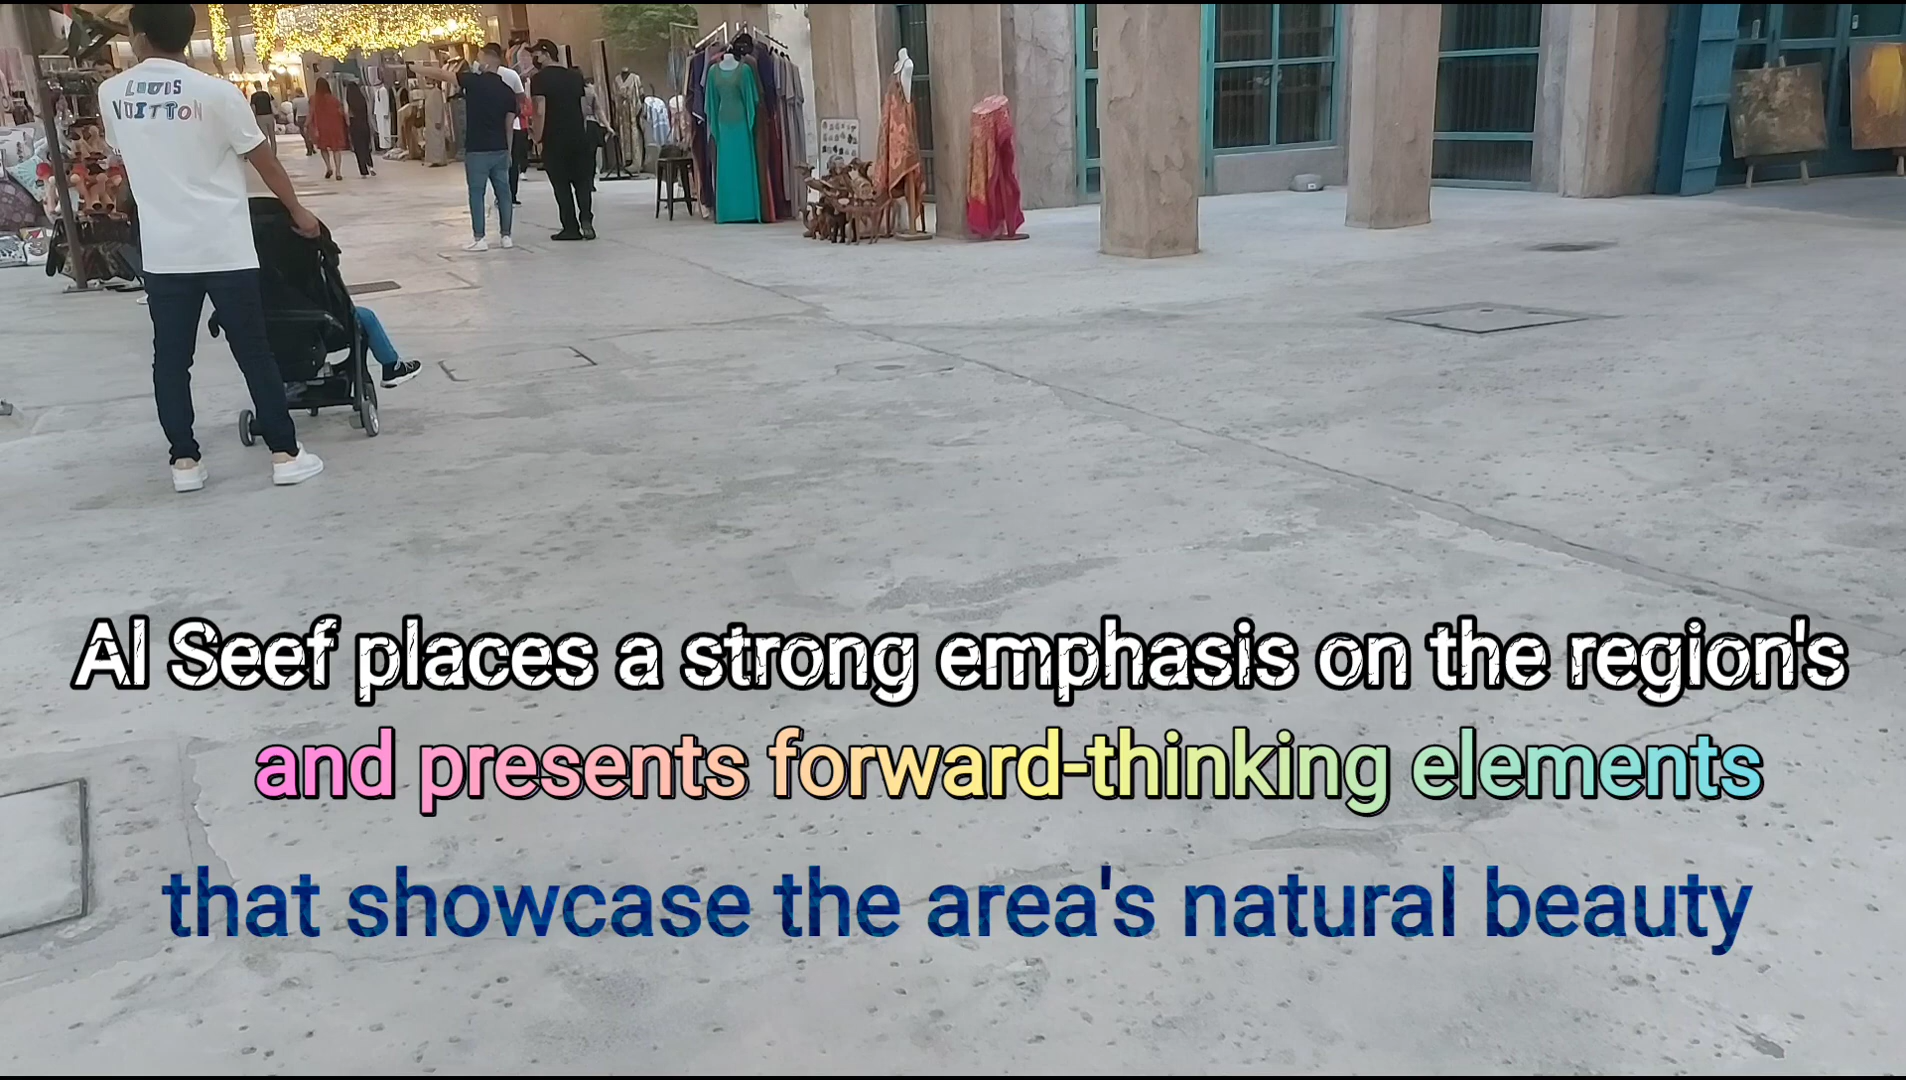 LOUIS
VUITTON
Al Seef places a strong emphasis on the region's
and presents forward-thinking elements
that showcase the area's natural beauty